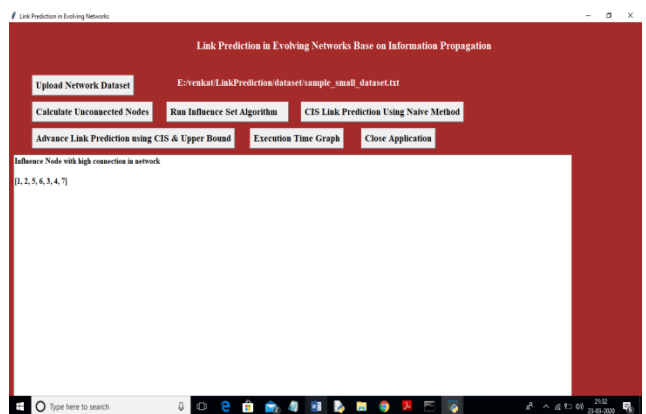 Link Prediction in Evolving Networks
Link Prediction in Evolving Networks Base on Information Propagation
Upload Network Dataset E:/venkat/LinkPrediction/dataset/sample_small_dataset.txt
Calculate Unconnected Nodes Run Influence Set Algorithm CIS Link Prediction Using Naive Method
Advance Link Prediction using CIS & Upper Bound Execution Time Graph Close Application
Influence Node with high connection in network
[1, 2, 5, 6, 3, 4, 7]
Type here to search 21:32
23-03-2020